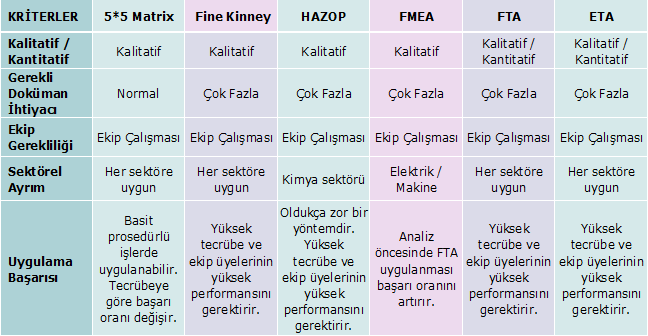 KRİTERLER 5*5 Matrix Fine Kinney HAZOP FMEA FTA ETA
Kalitatif /
Kantitatif
Kalitatif
Kalitatif
Kalitatif
Kalitatif
Kalitatif /
Kantitatif
Kalitatif /
Kantitatif
Gerekli
Doküman
İhtiyacı
Normal
Çok Fazla
Çok Fazla
Çok Fazla
Çok Fazla
Çok Fazla
Ekip
Gerekliliği
Ekip Çalışması
Ekip Çalışması
Ekip Çalışması
Ekip Çalışması
Ekip Çalışması
Ekip Çalışması
Sektörel
Ayrım
Her sektöre
uygun
Her sektöre
uygun
Kimya sektörü
Elektrik /
Makine
Her sektöre
uygun
Her sektöre
uygun
Uygulama
Başarısı
Basit
prosedürlü
işlerde
uygulanabilir.
Tecrübeye
göre başarı
oranı değişir.
Yüksek
tecrübe ve
ekip üyelerinin
yüksek
performansını
gerektirir.
Oldukça zor bir
yöntemdir.
Yüksek
tecrübe ve
ekip üyelerinin
yüksek
performansını
gerektirir.
Analiz
öncesinde FTA
uygulanması
başarı oranını
artırır.
Yüksek
tecrübe ve
ekip üyelerinin
yüksek
performansını
gerektirir.
Yüksek
tecrübe ve
ekip üyelerinin
yüksek
performansını
gerektirir.